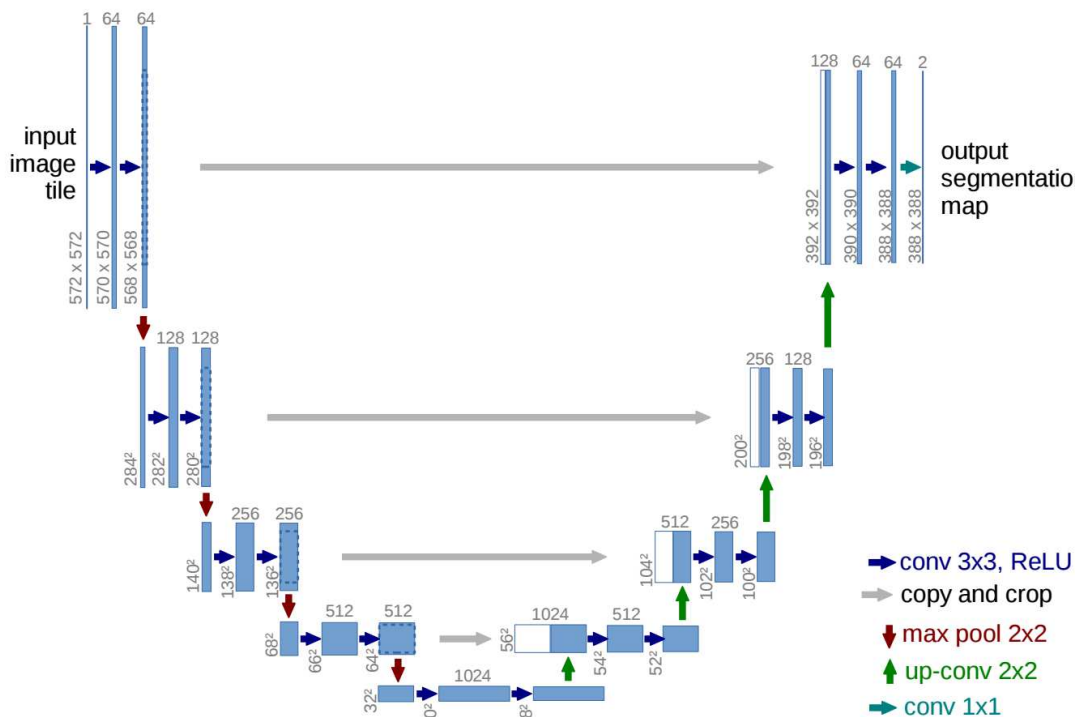 1 64 64
input
image
tile
572 x 572
570 x 570
568 x 568
128 64 64 2
output
segmentatio
map
392 x 392
390 x 390
388 x 388
388 x 388
128 128
284²
282²
280²
256 128
200²
198²
196²
256 256
140²
138²
136²
512 256
104²
102²
100²
512 512
68²
66²
64²
1024 512
56²
54²
52²
1024
32²
0²
8²
conv 3x3, ReLU
copy and crop
max pool 2x2
up-conv 2x2
conv 1x1